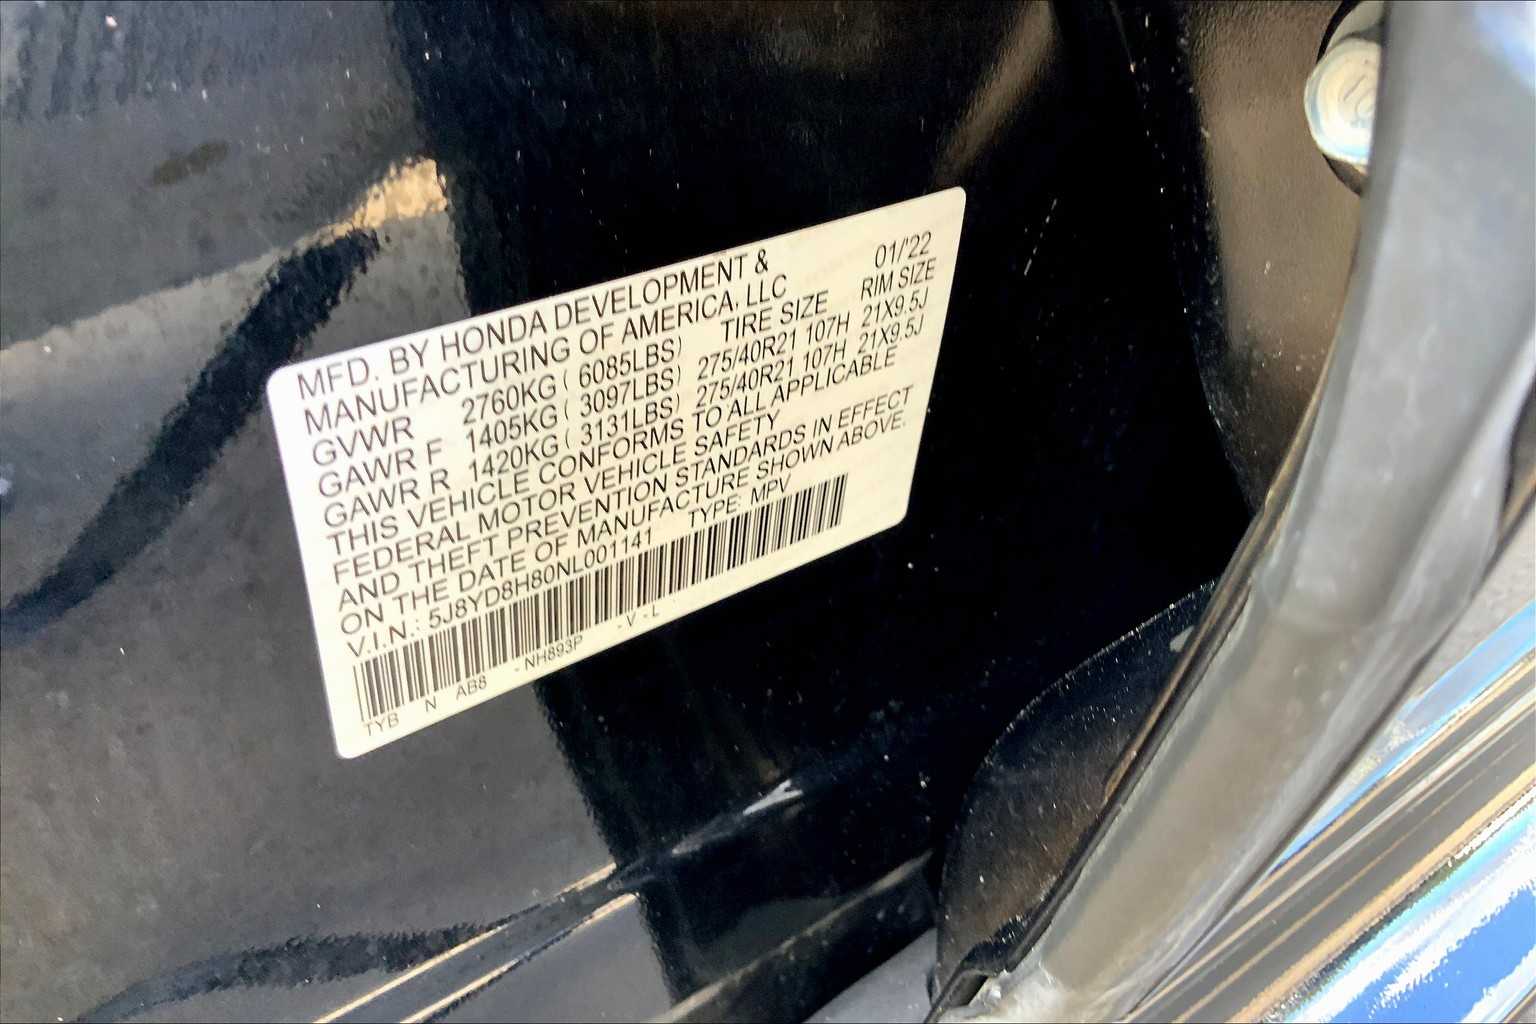 MFD. BY HONDA DEVELOPMENT &
MANUFACTURING OF AMERICA, LLC 01/'22
GVWR 2760KG ( 6085LBS) TIRE SIZE RIM SIZE
GAWR F 1405KG ( 3097LBS) 275/40R21 107H 21X9.5J
GAWR R 1420KG ( 3131LBS) 275/40R21 107H 21X9.5J
THIS VEHICLE CONFORMS TO ALL APPLICABLE
FEDERAL MOTOR VEHICLE SAFETY
AND THEFT PREVENTION STANDARDS IN EFFECT
ON THE DATE OF MANUFACTURE SHOWN ABOVE.
V.I.N.: 5J8YD8H80NL001141 TYPE: MPV
TYB N AB8 - NH893P - V - L